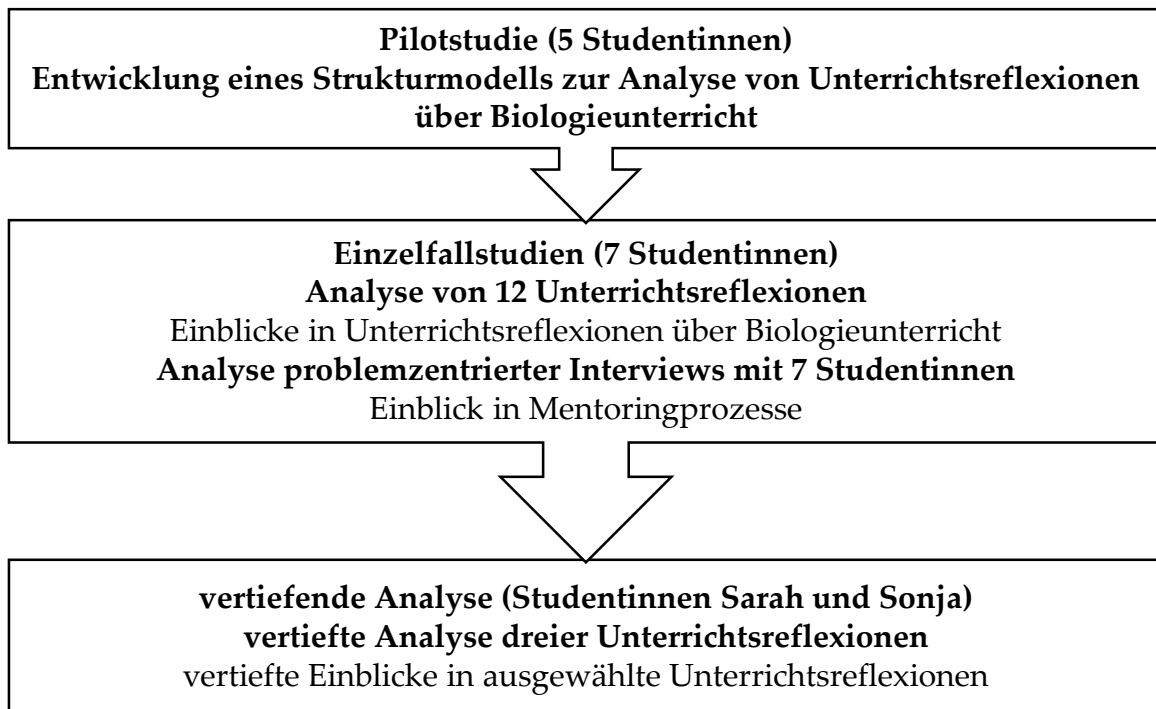 Pilotstudie (5 Studentinnen)
Entwicklung eines Strukturmodells zur Analyse von Unterrichtsreflexionen
über Biologieunterricht
Einzelfallstudien (7 Studentinnen)
Analyse von 12 Unterrichtsreflexionen
Einblicke in Unterrichtsreflexionen über Biologieunterricht
Analyse problemzentrierter Interviews mit 7 Studentinnen
Einblick in Mentoringprozesse
vertiefende Analyse (Studentinnen Sarah und Sonja)
vertiefte Analyse dreier Unterrichtsreflexionen
vertiefte Einblicke in ausgewählte Unterrichtsreflexionen